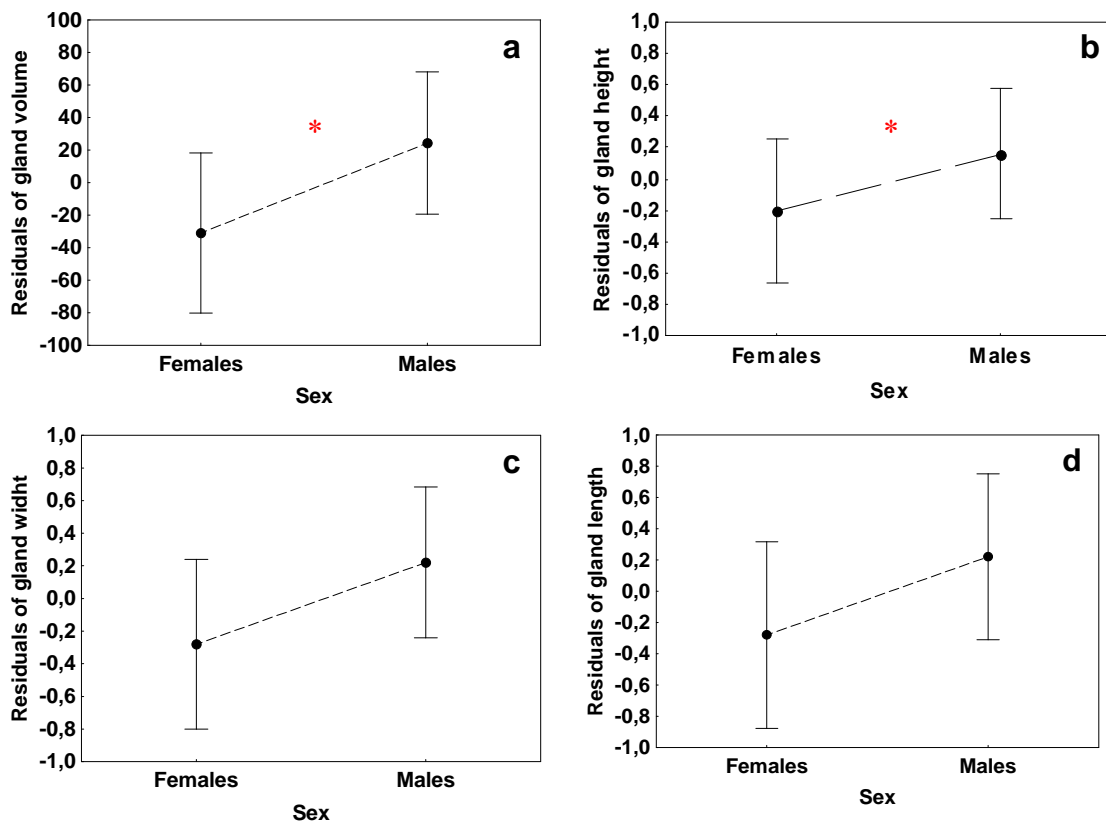 a
Residuals of gland volume
100
80
60
40
20
0
-20
-40
-60
-80
-100
*
Females Males
Sex
b
Residuals of gland height
1,0
0,8
0,6
0,4
0,2
0,0
-0,2
-0,4
-0,6
-0,8
-1,0
*
Females Males
Sex
c
Residuals of gland widht
1,0
0,8
0,6
0,4
0,2
0,0
-0,2
-0,4
-0,6
-0,8
-1,0
Females Males
Sex
d
Residuals of gland length
1,0
0,8
0,6
0,4
0,2
0,0
-0,2
-0,4
-0,6
-0,8
-1,0
Females Males
Sex